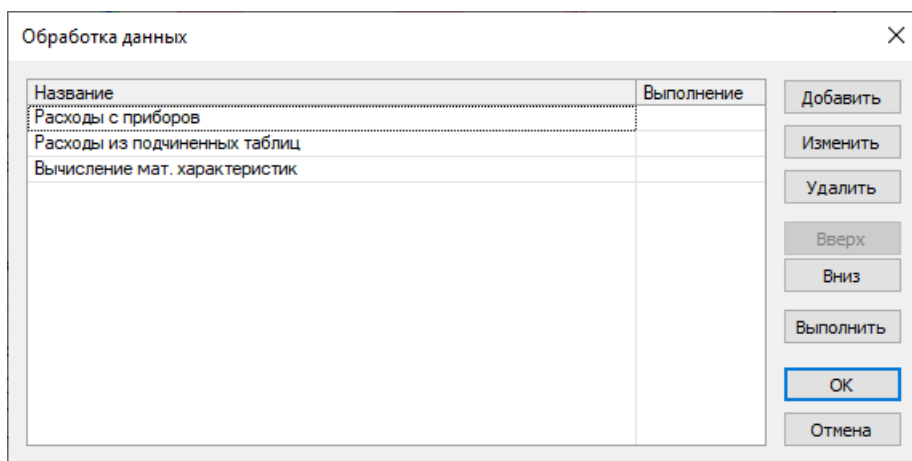 Обработка данных
Название Выполнение
Расходы с приборов
Расходы из подчиненных таблиц
Вычисление мат. характеристик
Добавить
Изменить
Удалить
Вверх
Вниз
Выполнить
OK
Отмена